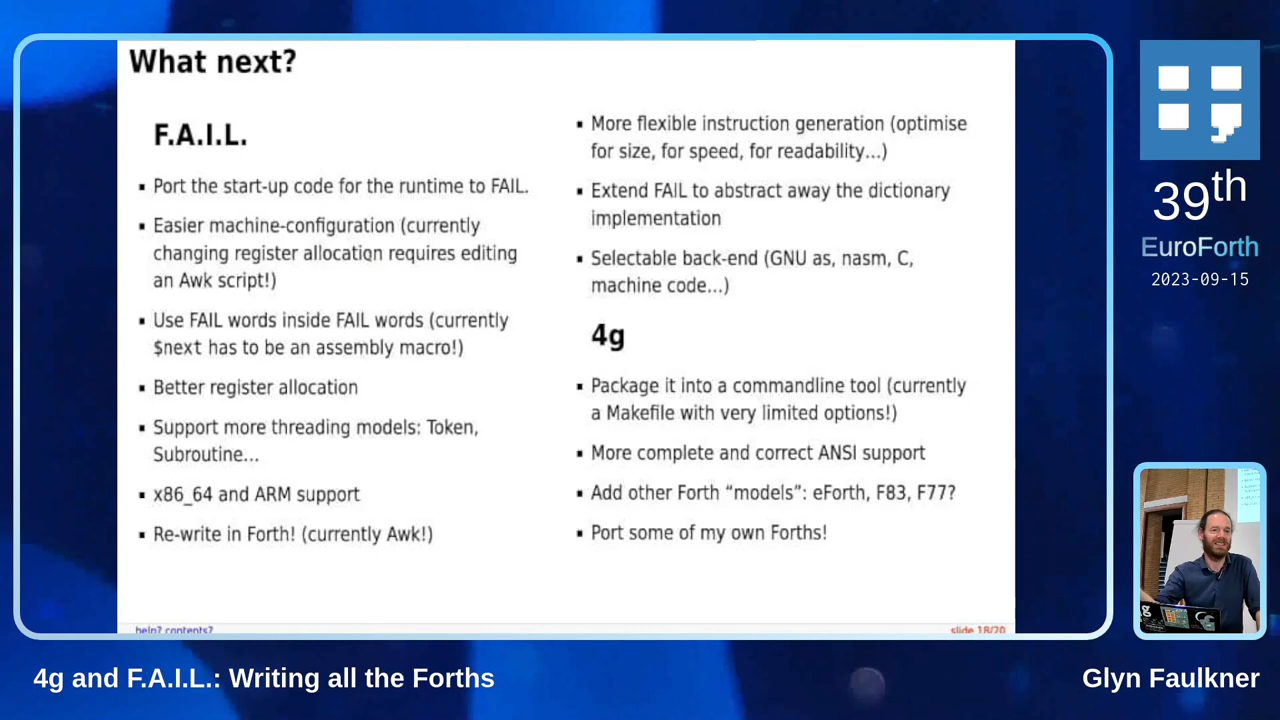 What next?
F.A.I.L.
▪ Port the start-up code for the runtime to FAIL.
▪ Easier machine-configuration (currently
changing register allocation requires editing
an Awk script!)
▪ Use FAIL words inside FAIL words (currently
$next has to be an assembly macro!)
▪ Better register allocation
▪ Support more threading models: Token,
Subroutine...
▪ x86_64 and ARM support
▪ Re-write in Forth! (currently Awk!)
▪ More flexible instruction generation (optimise
for size, for speed, for readability...)
▪ Extend FAIL to abstract away the dictionary
implementation
▪ Selectable back-end (GNU as, nasm, C,
machine code...)
4g
▪ Package it into a commandline tool (currently
a Makefile with very limited options!)
▪ More complete and correct ANSI support
▪ Add other Forth “models”: eForth, F83, F77?
▪ Port some of my own Forths!
help? contents?
slide 18/20
39th
EuroForth
2023-09-15
4g and F.A.I.L.: Writing all the Forths
Glyn Faulkner